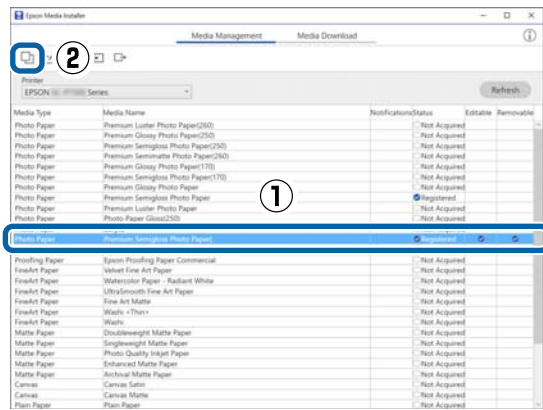 Epson Media Installer
Media Management Media Download
②
Printer
EPSON Series
Refresh
Media Type Media Name Notifications Status Editable Removable
Photo Paper Premium Luster Photo Paper(260) Not Acquired
Photo Paper Premium Glossy Photo Paper(250) Not Acquired
Photo Paper Premium Semigloss Photo Paper(250) Not Acquired
Photo Paper Premium Semimatte Photo Paper(260) Not Acquired
Photo Paper Premium Glossy Photo Paper(170) Not Acquired
Photo Paper Premium Semigloss Photo Paper(170) Not Acquired
Photo Paper Premium Glossy Photo Paper Not Acquired
Photo Paper Premium Semigloss Photo Paper Registered
Photo Paper Premium Luster Photo Paper Not Acquired
Photo Paper Photo Paper Gloss(250) Not Acquired
①
Photo Paper Premium Semigloss Photo Paper( Registered
Proofing Paper Epson Proofing Paper Commercial Not Acquired
FineArt Paper Velvet Fine Art Paper Not Acquired
FineArt Paper Watercolor Paper - Radiant White Not Acquired
FineArt Paper UltraSmooth Fine Art Paper Not Acquired
FineArt Paper Fine Art Matte Not Acquired
FineArt Paper Washi <Thin> Not Acquired
FineArt Paper Washi Not Acquired
Matte Paper Doubleweight Matte Paper Not Acquired
Matte Paper Singleweight Matte Paper Not Acquired
Matte Paper Photo Quality Inkjet Paper Not Acquired
Matte Paper Enhanced Matte Paper Not Acquired
Matte Paper Archival Matte Paper Not Acquired
Canvas Canvas Satin Not Acquired
Canvas Canvas Matte Not Acquired
Plain Paper Plain Paper Not Acquired